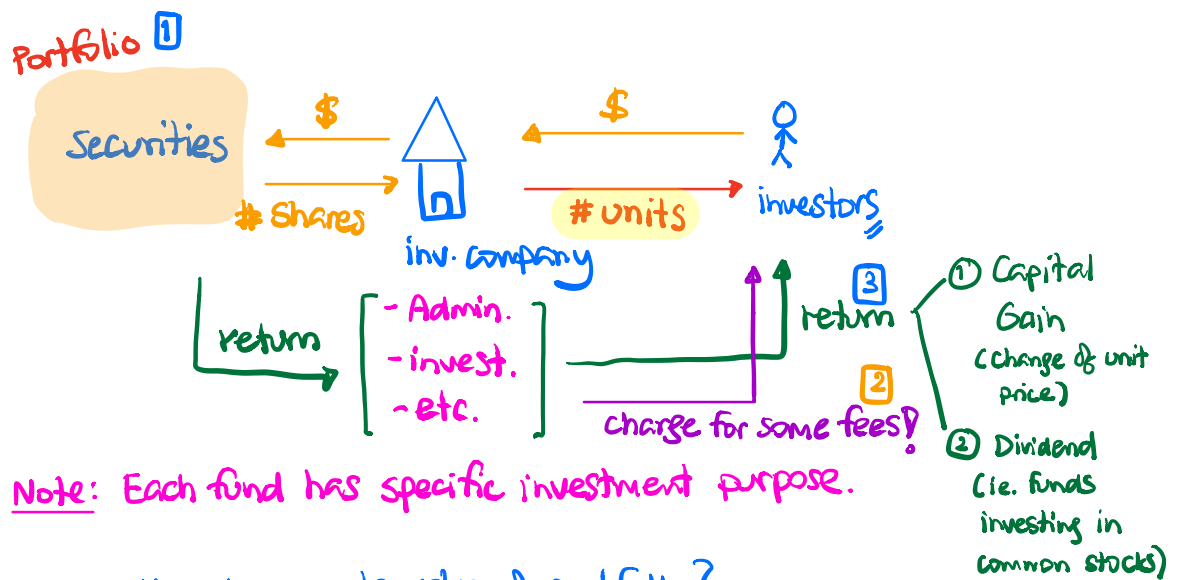 Portfolio 1
Securities
$
# shares
inv. company
$
# units
investors
return
- Admin.
- invest.
- etc.
return 3
2
charge for some fees!
① Capital
Gain
(change of unit
price)
② Dividend
(ie. funds
investing in
common stocks)
Note: Each fund has specific investment purpose.